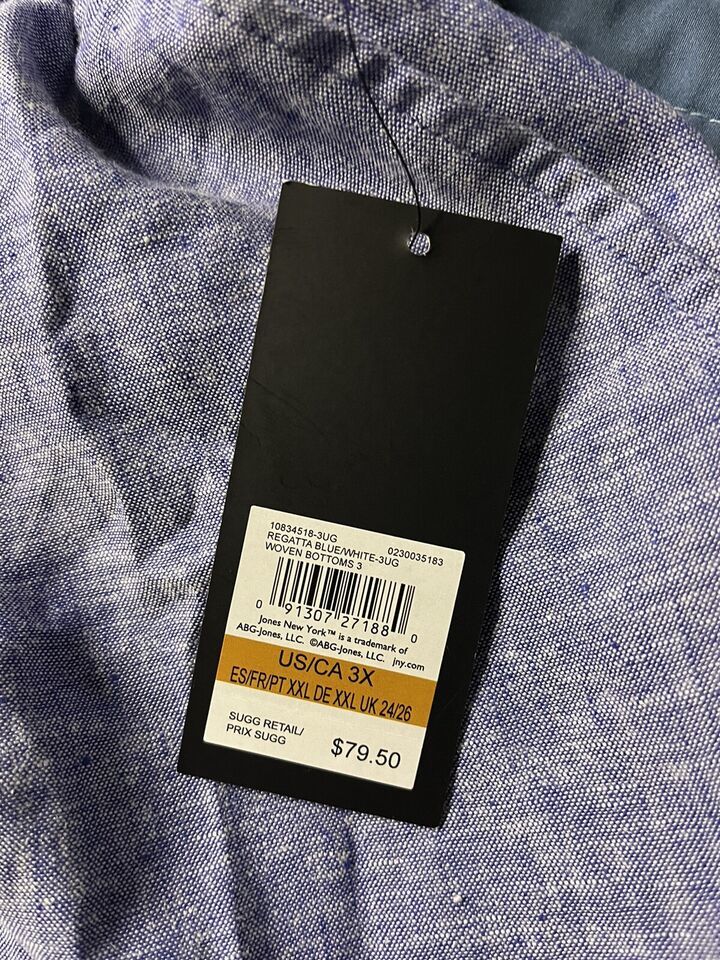 10834518-3UG 0230035183
REGATTA BLUE/WHITE-3UG
WOVEN BOTTOMS 3
0 91307 27188 0
Jones New York™ is a trademark of
ABG-Jones, LLC. ©ABG-Jones, LLC. jny.com
US/CA 3X
ES/FR/PT XXL DE XXL UK 24/26
SUGG RETAIL/
PRIX SUGG $79.50